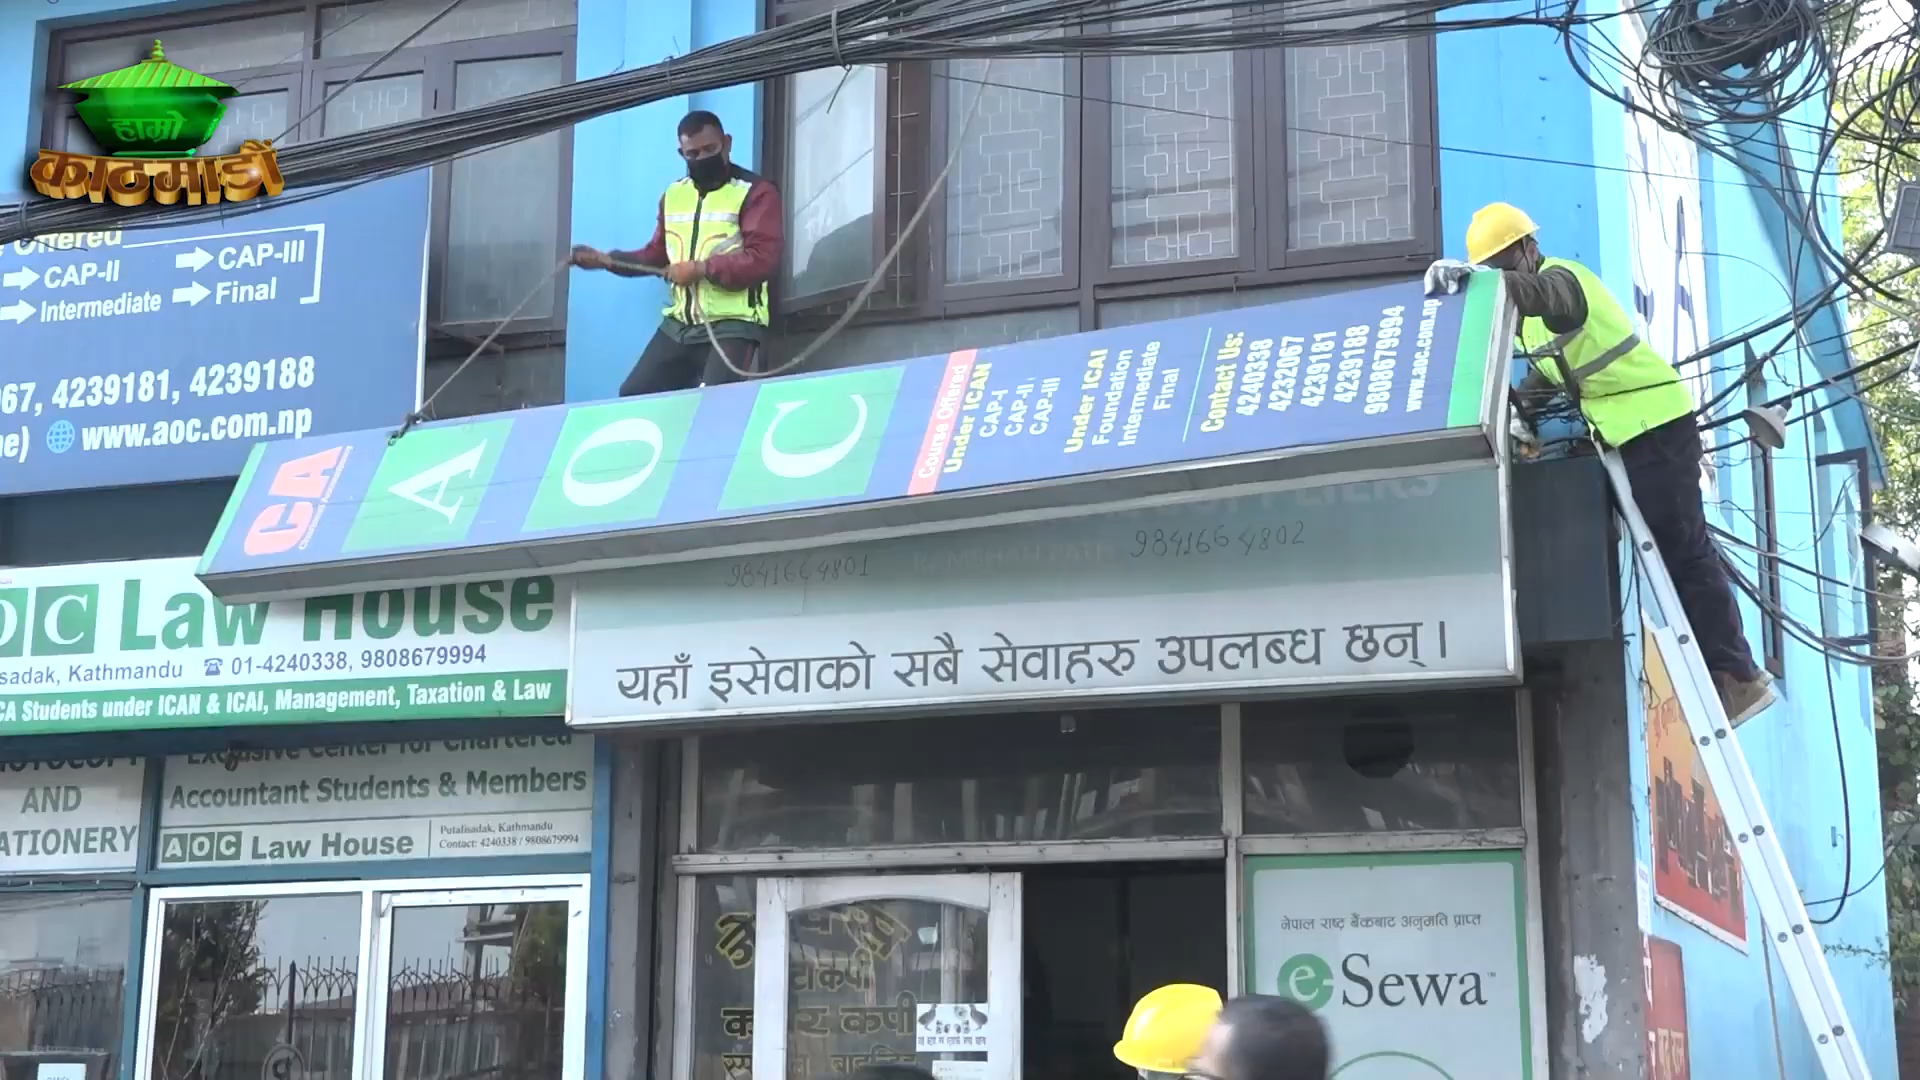 हाम्रो
काठमाडौं
Offered
CAP-II
CAP-III
Intermediate
Final
67, 4239181, 4239188
www.aoc.com.np
CA
A
O
C
Course Offered
Under ICAN
CAP-I
CAP-II
CAP-III
Under ICAI
Foundation
Intermediate
Final
Contact Us:
4240338
4232067
4239181
4239188
9808679994
www.aoc.com.np
C Law House
Kathmandu ☎ 01-4240338, 9808679994
CA Students under ICAN & ICAI, Management, Taxation & Law
9841664801
9841664802
यहाँ इसेवाको सबै सेवाहरु उपलब्ध छन् ।
AND
Exclusive Center for Chartered
Accountant Students & Members
AOC Law House
Putalisadak, Kathmandu
Contact: 4240338 / 9808679994
नेपाल राष्ट्र बैंकबाट अनुमति प्राप्त
eSewa